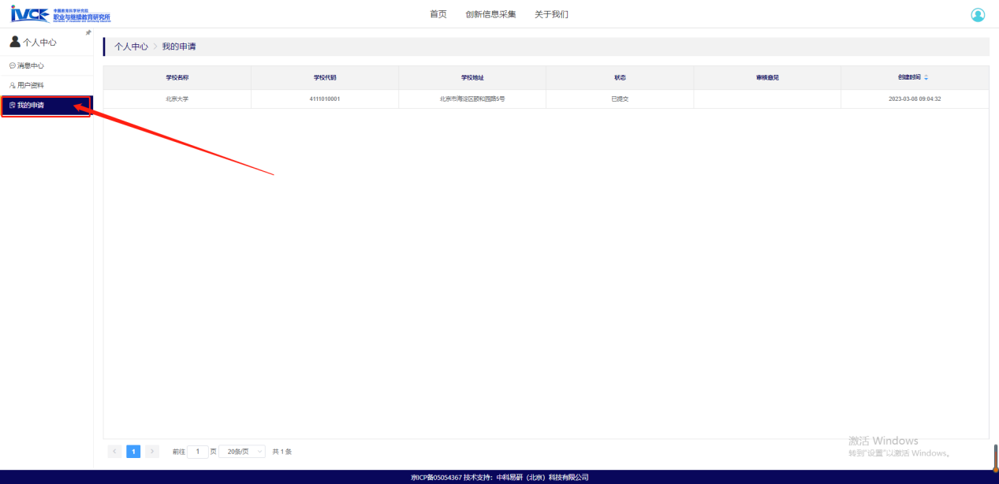 iVCE 中国教育科学研究院
职业与继续教育研究所
首页 创新信息采集 关于我们
个人中心
消息中心
用户资料
我的申请
个人中心 > 我的申请
学校名称 学校代码 学校地址 状态 审核意见 创建时间
北京大学 4111010001 北京市海淀区颐和园路5号 已提交 2023-03-08 09:04:32
< 1 > 前往 1 页 20条/页 共 1 条
激活 Windows
转到"设置"以激活 Windows。
京ICP备05054367 技术支持：中科易研（北京）科技有限公司